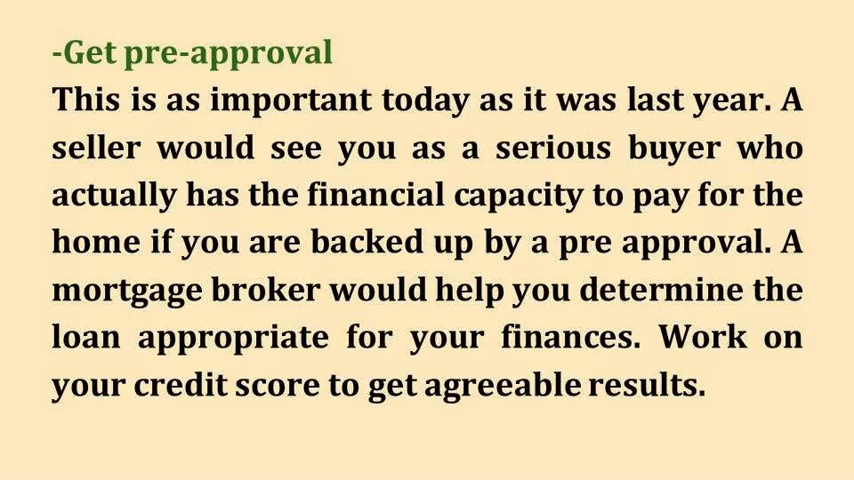 -Get pre-approval
This is as important today as it was last year. A
seller would see you as a serious buyer who
actually has the financial capacity to pay for the
home if you are backed up by a pre approval. A
mortgage broker would help you determine the
loan appropriate for your finances. Work on
your credit score to get agreeable results.